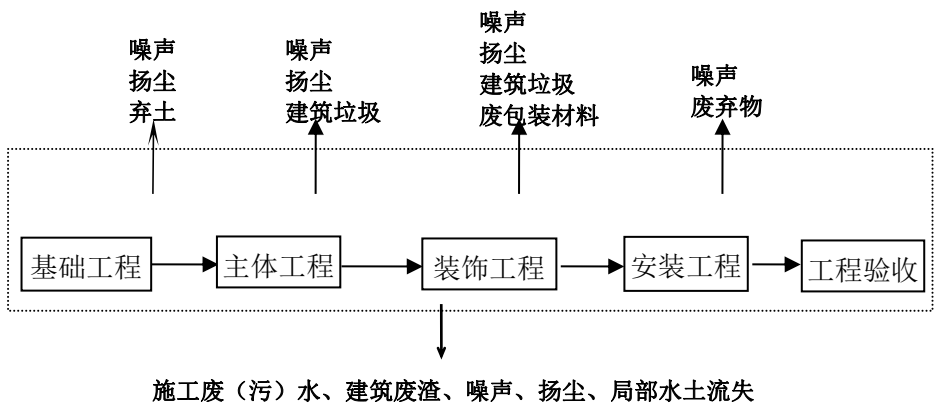 噪声
扬尘
弃土
噪声
扬尘
建筑垃圾
噪声
扬尘
建筑垃圾
废包装材料
噪声
废弃物
基础工程
主体工程
装饰工程
安装工程
工程验收
施工废（污）水、建筑废渣、噪声、扬尘、局部水土流失